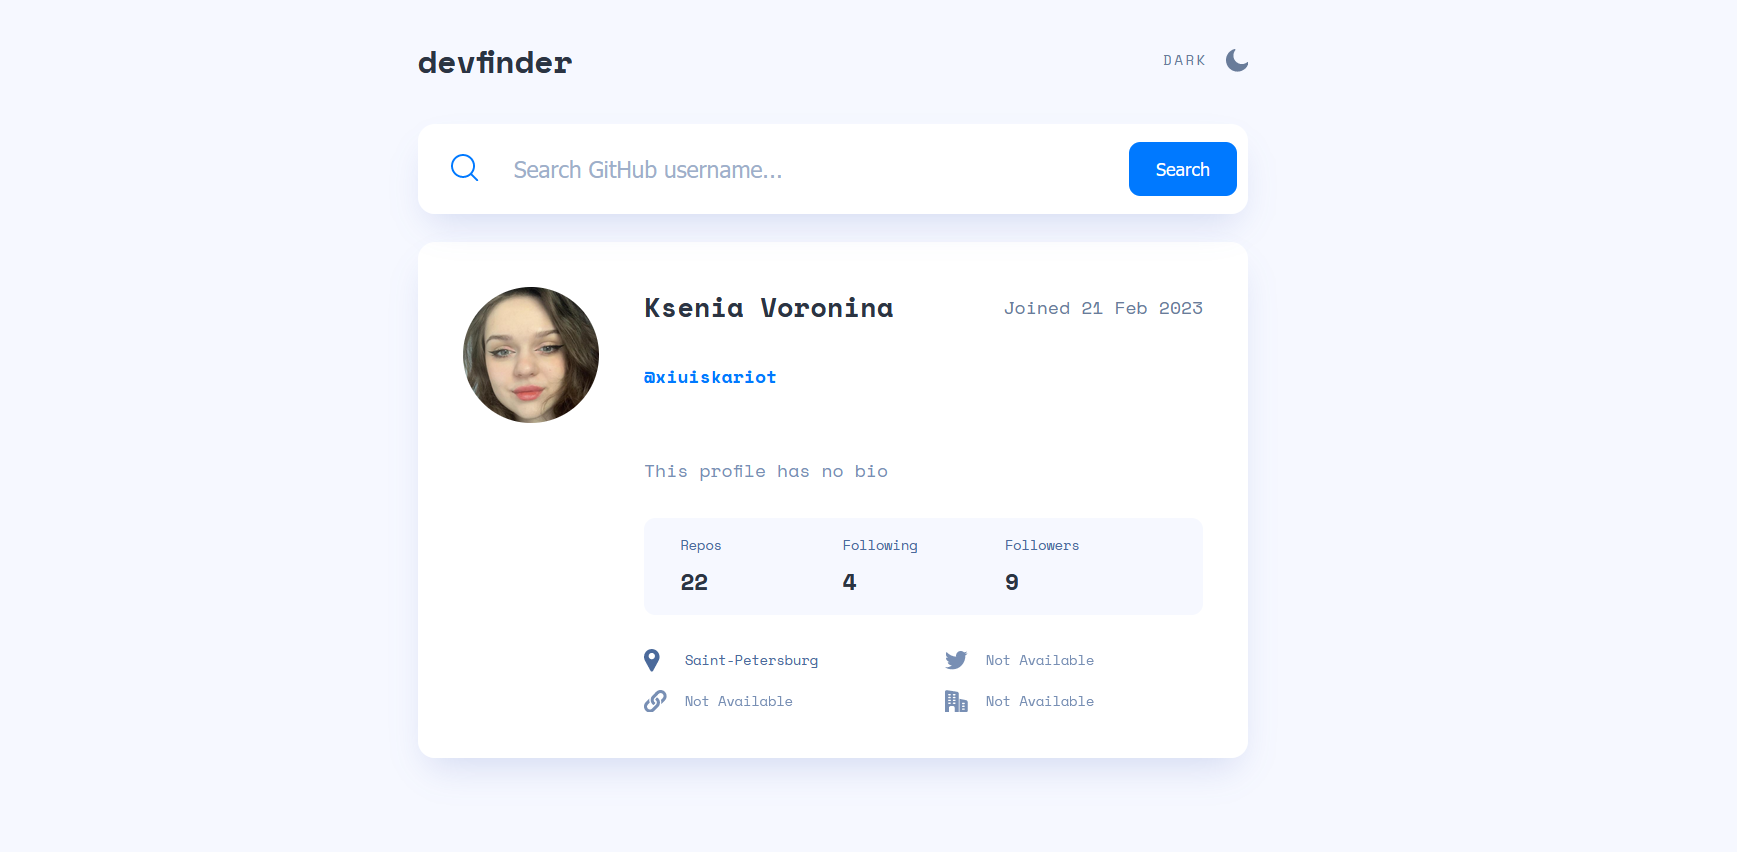 devfinder
DARK
Search GitHub username...
Search
Ksenia Voronina
Joined 21 Feb 2023
@xiuiskariot
This profile has no bio
Repos Following Followers
22 4 9
Saint-Petersburg Not Available
Not Available Not Available